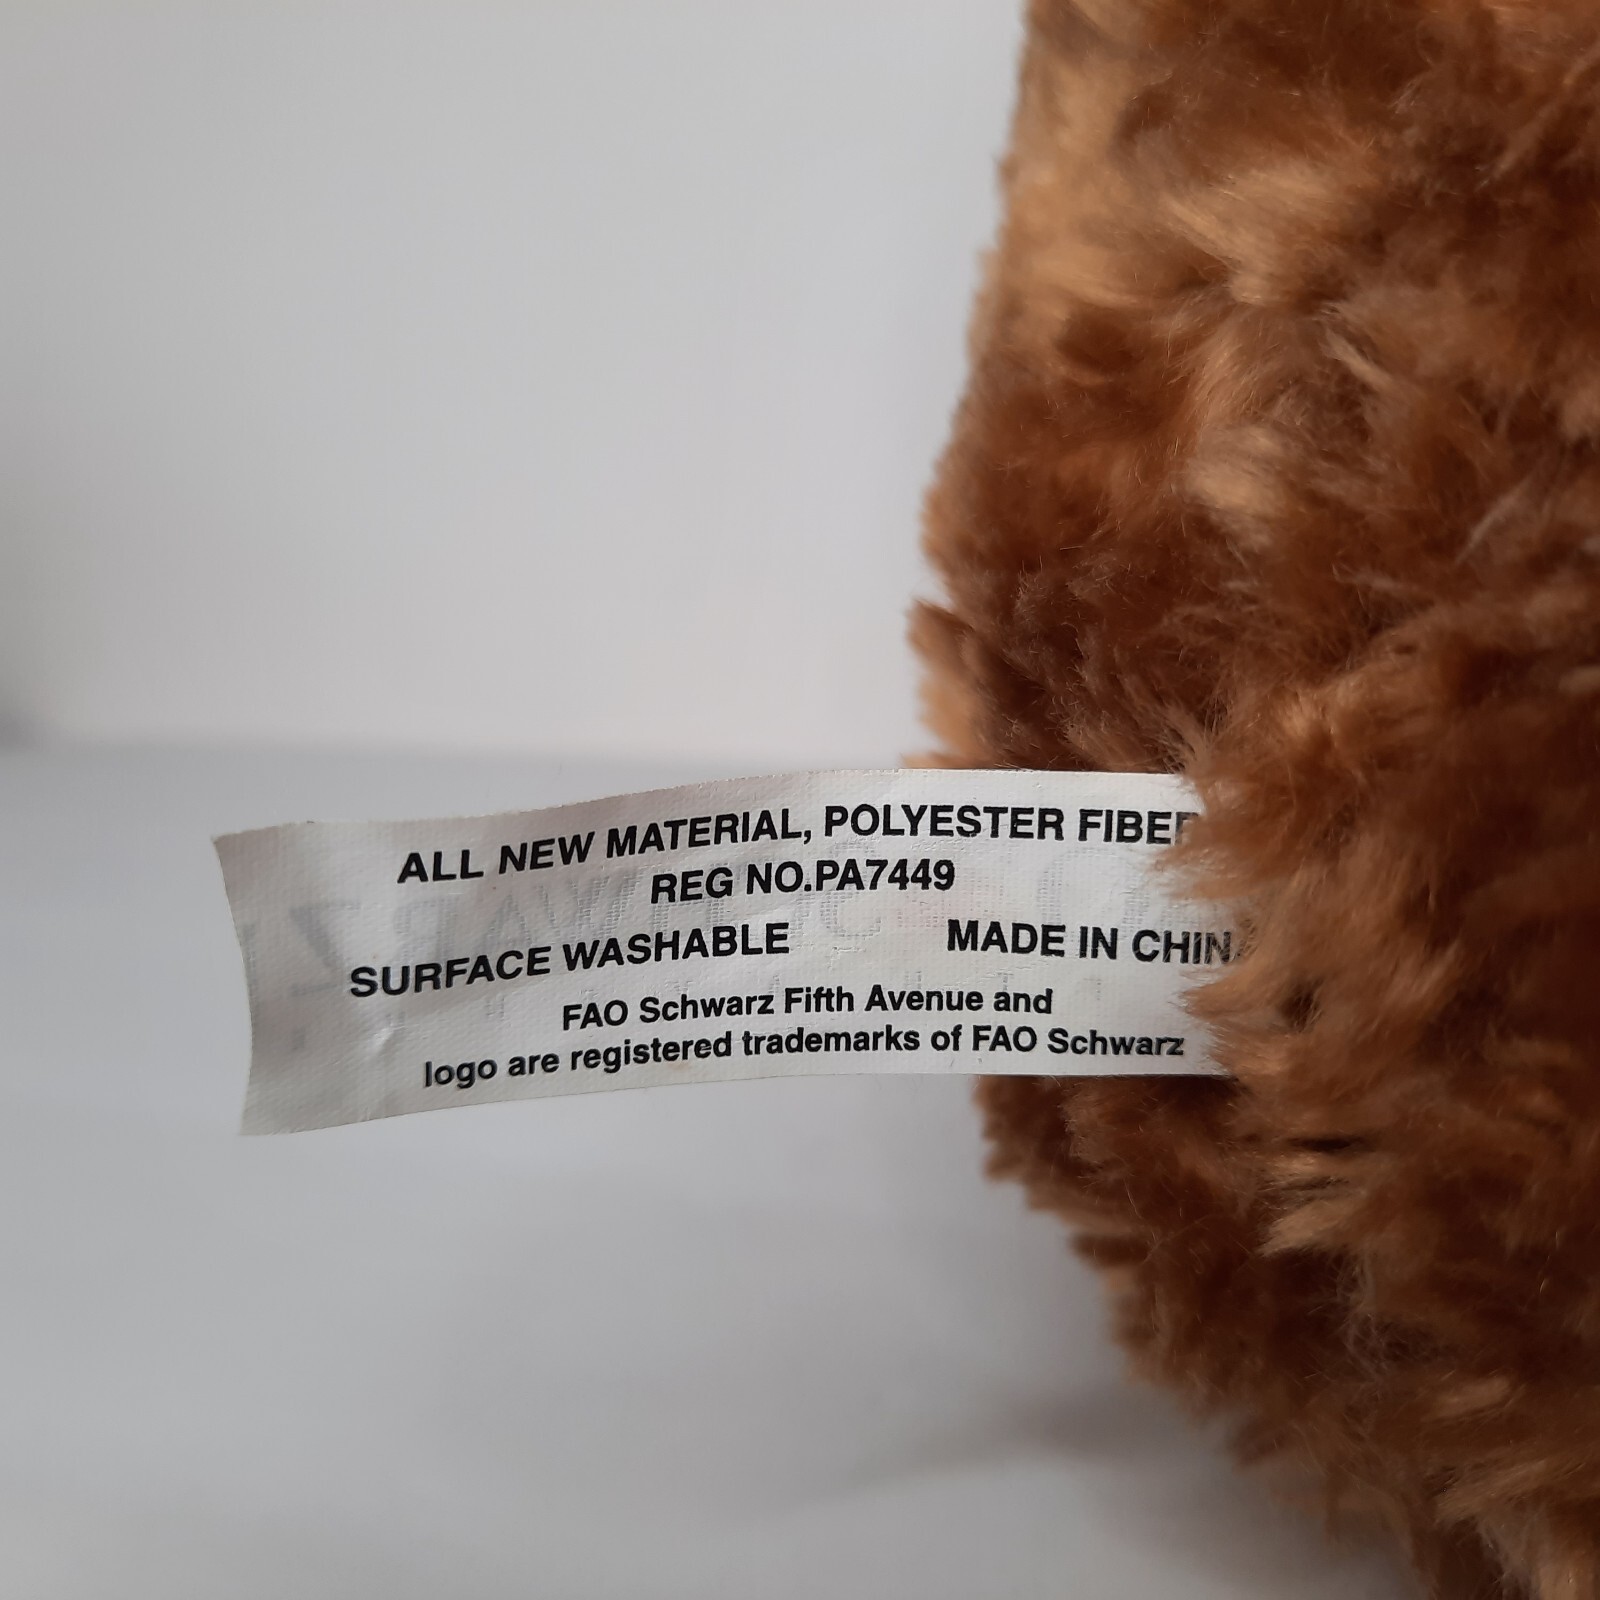 ALL NEW MATERIAL, POLYESTER FIBER
REG NO.PA7449
SURFACE WASHABLE MADE IN CHINA
FAO Schwarz Fifth Avenue and
logo are registered trademarks of FAO Schwarz